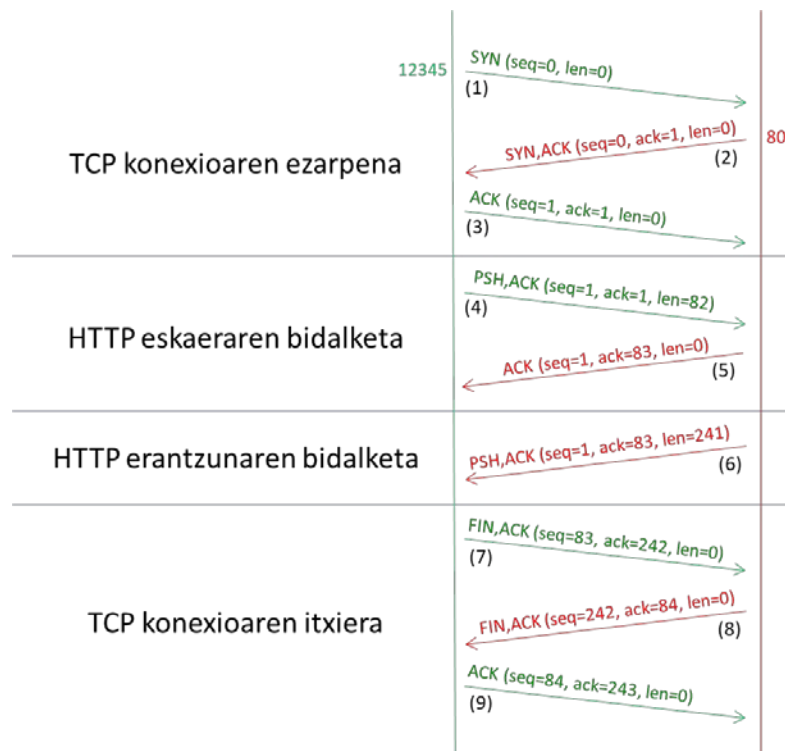 SYN (seq=0, len=0)
12345
(1)
SYN,ACK (seq=0, ack=1, len=0)
80
(2)
TCP konexioaren ezarpena
ACK (seq=1, ack=1, len=0)
(3)
PSH,ACK (seq=1, ack=1, len=82)
(4)
HTTP eskaeraren bidalketa
ACK (seq=1, ack=83, len=0)
(5)
HTTP erantzunaren bidalketa
PSH,ACK (seq=1, ack=83, len=241)
(6)
FIN,ACK (seq=83, ack=242, len=0)
(7)
TCP konexioaren itxiera
FIN,ACK (seq=242, ack=84, len=0)
(8)
ACK (seq=84, ack=243, len=0)
(9)